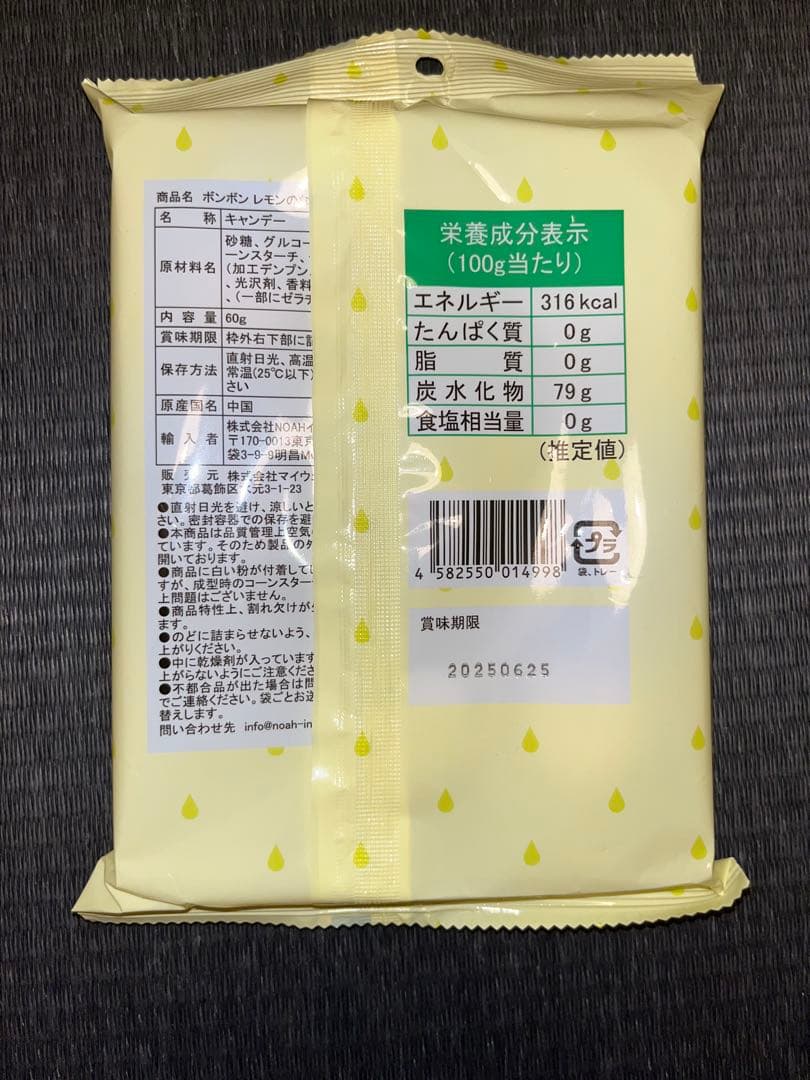 商品名 ボンボン レモンの
名称 キャンデー
原材料名
砂糖、グルコー
ーンスターチ、
(加工デンプン
、光沢剤、香料
、(一部にゼラチ
内容量 60g
賞味期限 枠外右下部に記
保存方法
直射日光、高温
常温(25℃以下)
さい
原産国名 中国
輸入者
株式会社NOAHイ
〒170-0013東京
袋3-9-9明昌M
販売元 株式会社マイウ
東京都葛飾区 元3-1-23
●直射日光を避け、涼しいと
さい。密封容器での保存を避
●本商品は品質管理上空気
ています。そのため製品の外
開いております。
●商品に白い粉が付着してい
すが、成型時のコーンスター
上問題はございません。
●商品特性上、割れ欠けが
ます。
●のどに詰まらせないよう、
上がりください。
●中に乾燥剤が入っています
上がらないようにご注意くださ
●不都合品が出た場合は問
でご連絡ください。袋ごとお送
替えします。
問い合わせ先 info@noah-in
栄養成分表示
(100g当たり)
エネルギー 316kcal
たんぱく質 0g
脂質 0g
炭水化物 79g
食塩相当量 0g
(推定値)
4 582550 014998
プラ
袋、トレー
賞味期限
20250625